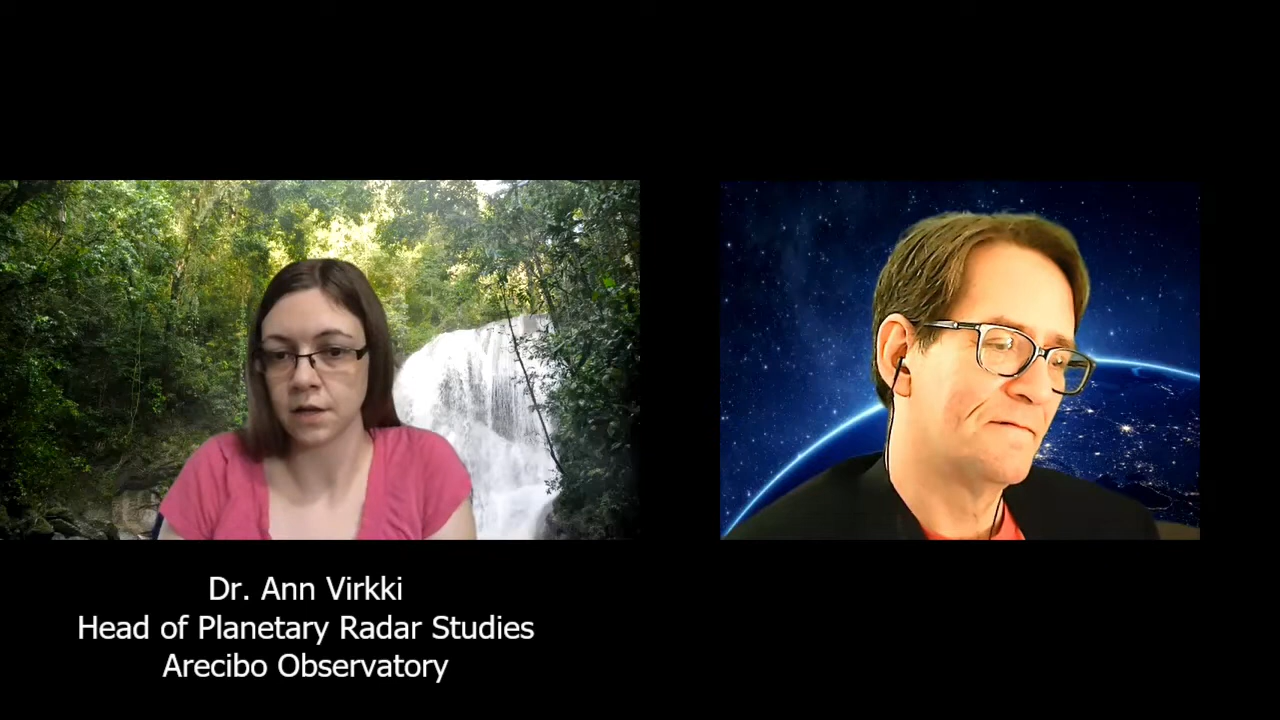 Dr. Ann Virkki
Head of Planetary Radar Studies
Arecibo Observatory